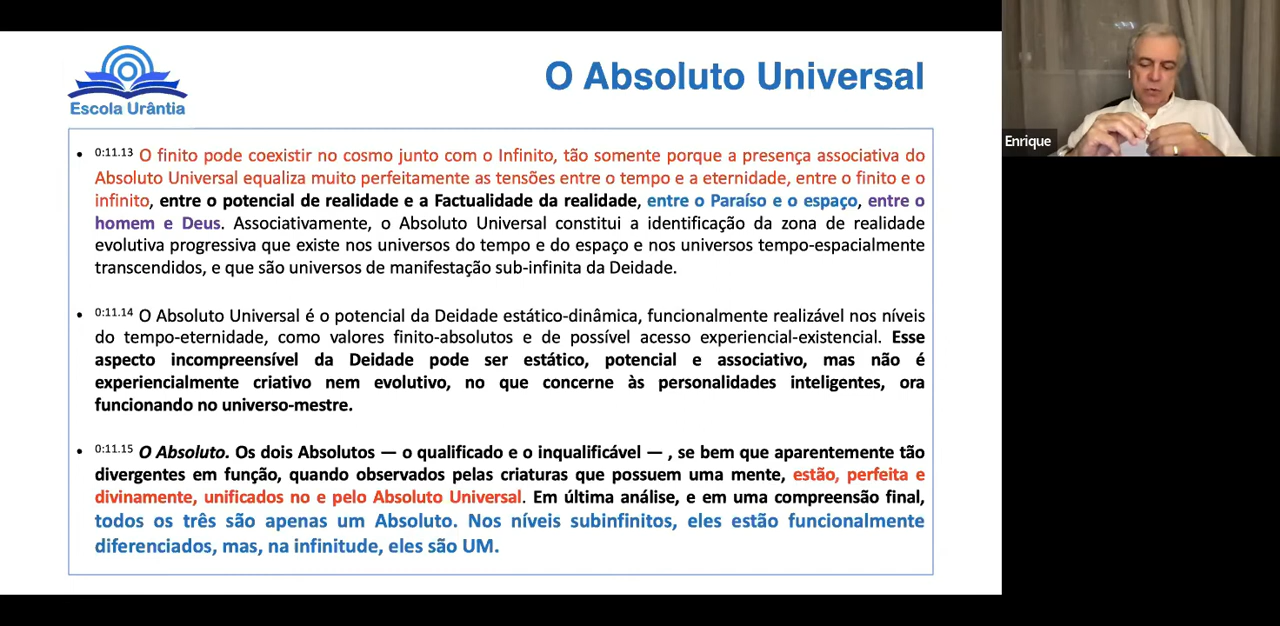 O Absoluto Universal
Escola Urântia
• 0:11.13 O finito pode coexistir no cosmo junto com o Infinito, tão somente porque a presença associativa do
Absoluto Universal equaliza muito perfeitamente as tensões entre o tempo e a eternidade, entre o finito e o
infinito, entre o potencial de realidade e a Factualidade da realidade, entre o Paraíso e o espaço, entre o
homem e Deus. Associativamente, o Absoluto Universal constitui a identificação da zona de realidade
evolutiva progressiva que existe nos universos do tempo e do espaço e nos universos tempo-espacialmente
transcendidos, e que são universos de manifestação sub-infinita da Deidade.
• 0:11.14 O Absoluto Universal é o potencial da Deidade estático-dinâmica, funcionalmente realizável nos níveis
do tempo-eternidade, como valores finito-absolutos e de possível acesso experiencial-existencial. Esse
aspecto incompreensível da Deidade pode ser estático, potencial e associativo, mas não é
experiencialmente criativo nem evolutivo, no que concerne às personalidades inteligentes, ora
funcionando no universo-mestre.
• 0:11.15 O Absoluto. Os dois Absolutos — o qualificado e o inqualificável — , se bem que aparentemente tão
divergentes em função, quando observados pelas criaturas que possuem uma mente, estão, perfeita e
divinamente, unificados no e pelo Absoluto Universal. Em última análise, e em uma compreensão final,
todos os três são apenas um Absoluto. Nos níveis subinfinitos, eles estão funcionalmente
diferenciados, mas, na infinitude, eles são UM.
Enrique